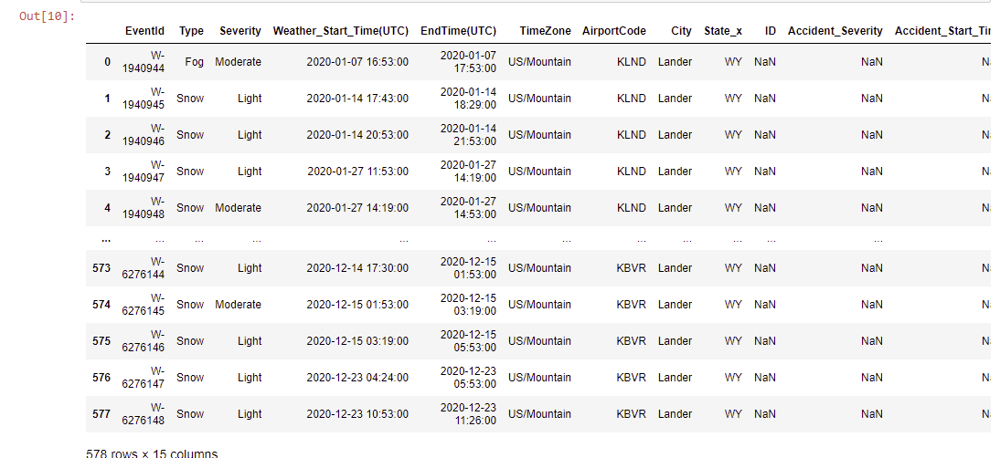 Out[10]:
EventId Type Severity Weather_Start_Time(UTC) EndTime(UTC) TimeZone AirportCode City State_x ID Accident_Severity Accident_Start_Tir
0 W-1940944 Fog Moderate 2020-01-07 16:53:00 2020-01-07 17:53:00 US/Mountain KLND Lander WY NaN NaN N
1 W-1940945 Snow Light 2020-01-14 17:43:00 2020-01-14 18:29:00 US/Mountain KLND Lander WY NaN NaN N
2 W-1940946 Snow Light 2020-01-14 20:53:00 2020-01-14 21:53:00 US/Mountain KLND Lander WY NaN NaN N
3 W-1940947 Snow Light 2020-01-27 11:53:00 2020-01-27 14:19:00 US/Mountain KLND Lander WY NaN NaN N
4 W-1940948 Snow Moderate 2020-01-27 14:19:00 2020-01-27 14:53:00 US/Mountain KLND Lander WY NaN NaN N
... ... ... ... ... ... ... ... ... ... ... ...
573 W-6276144 Snow Light 2020-12-14 17:30:00 2020-12-15 01:53:00 US/Mountain KBVR Lander WY NaN NaN N
574 W-6276145 Snow Moderate 2020-12-15 01:53:00 2020-12-15 03:19:00 US/Mountain KBVR Lander WY NaN NaN N
575 W-6276146 Snow Light 2020-12-15 03:19:00 2020-12-15 05:53:00 US/Mountain KBVR Lander WY NaN NaN N
576 W-6276147 Snow Light 2020-12-23 04:24:00 2020-12-23 05:53:00 US/Mountain KBVR Lander WY NaN NaN N
577 W-6276148 Snow Light 2020-12-23 10:53:00 2020-12-23 11:26:00 US/Mountain KBVR Lander WY NaN NaN N
578 rows × 15 columns